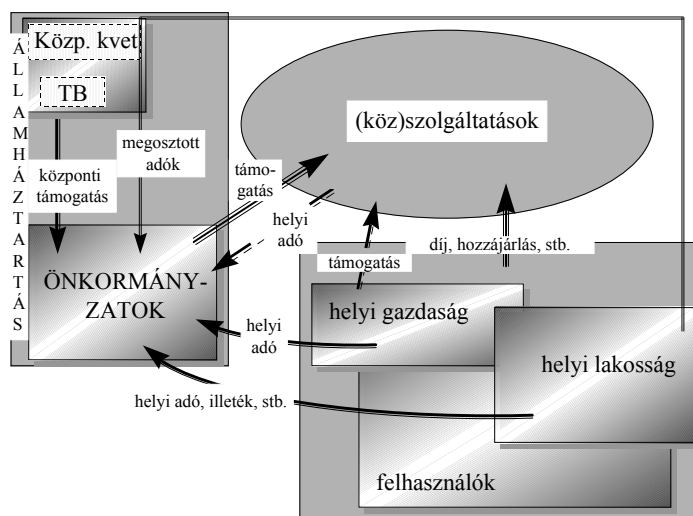 ÁLLAMHÁZTARTÁS
Közp. kvet
TB
(köz)szolgáltatások
megosztott
adók
központi
támogatás
támo-
gatás
helyi
adó
díj, hozzájárlás, stb.
támogatás
ÖNKORMÁNY-
ZATOK
helyi gazdaság
helyi
adó
helyi lakosság
helyi adó, illeték, stb.
felhasználók